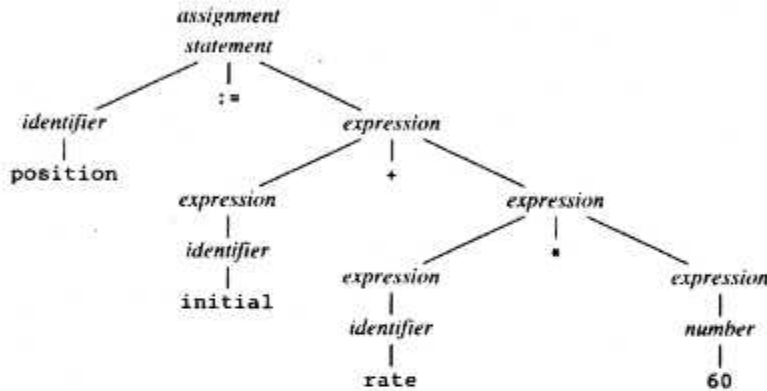 assignment
statement
:=
identifier expression
position
+
expression expression
identifier
*
expression expression
initial
identifier number
rate 60